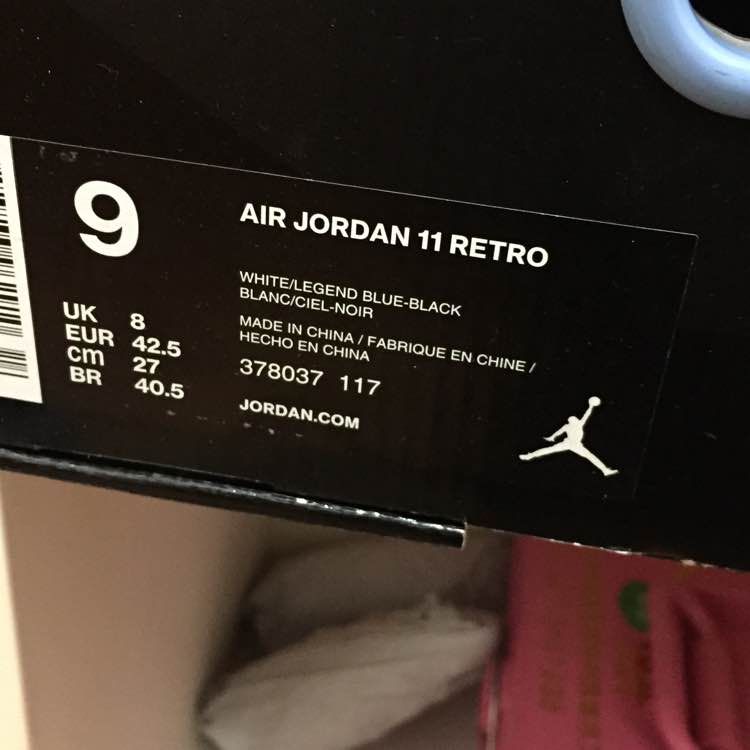 9
UK 8
EUR 42.5
cm 27
BR 40.5
AIR JORDAN 11 RETRO
WHITE/LEGEND BLUE-BLACK
BLANC/CIEL-NOIR
MADE IN CHINA / FABRIQUE EN CHINE /
HECHO EN CHINA
378037 117
JORDAN.COM